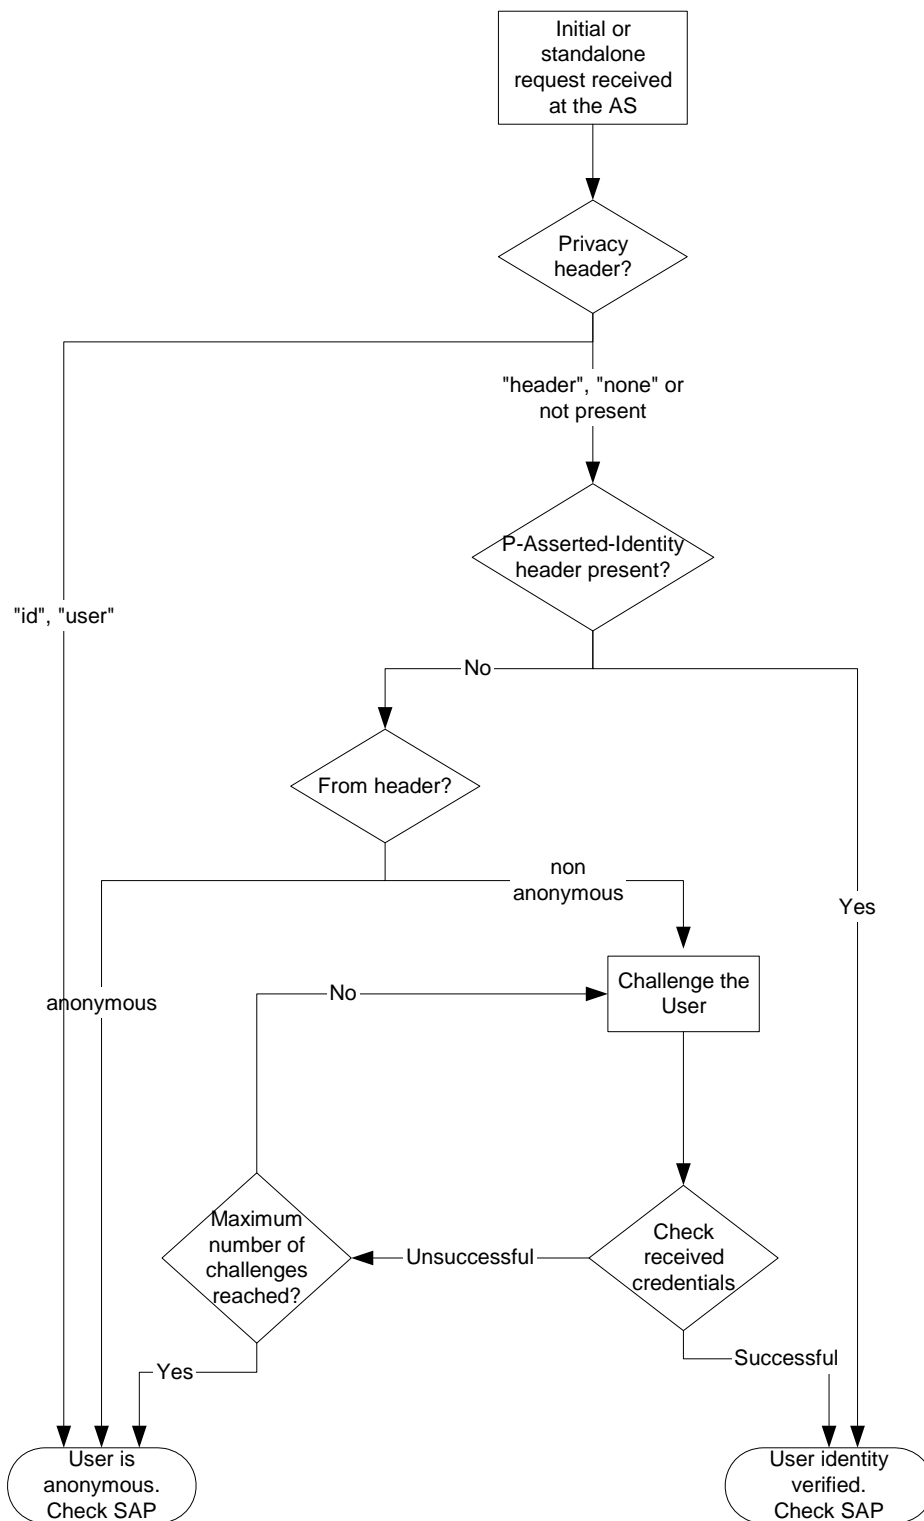 Initial or
standalone
request received
at the AS
Privacy
header?
"header", "none" or
not present
P-Asserted-Identity
header present?
"id", "user"
No
From header?
non
anonymous
Yes
Challenge the
User
No
anonymous
Maximum
number of
challenges
reached?
Unsuccessful
Check
received
credentials
Successful
Yes
User is
anonymous.
Check SAP
User identity
verified.
Check SAP